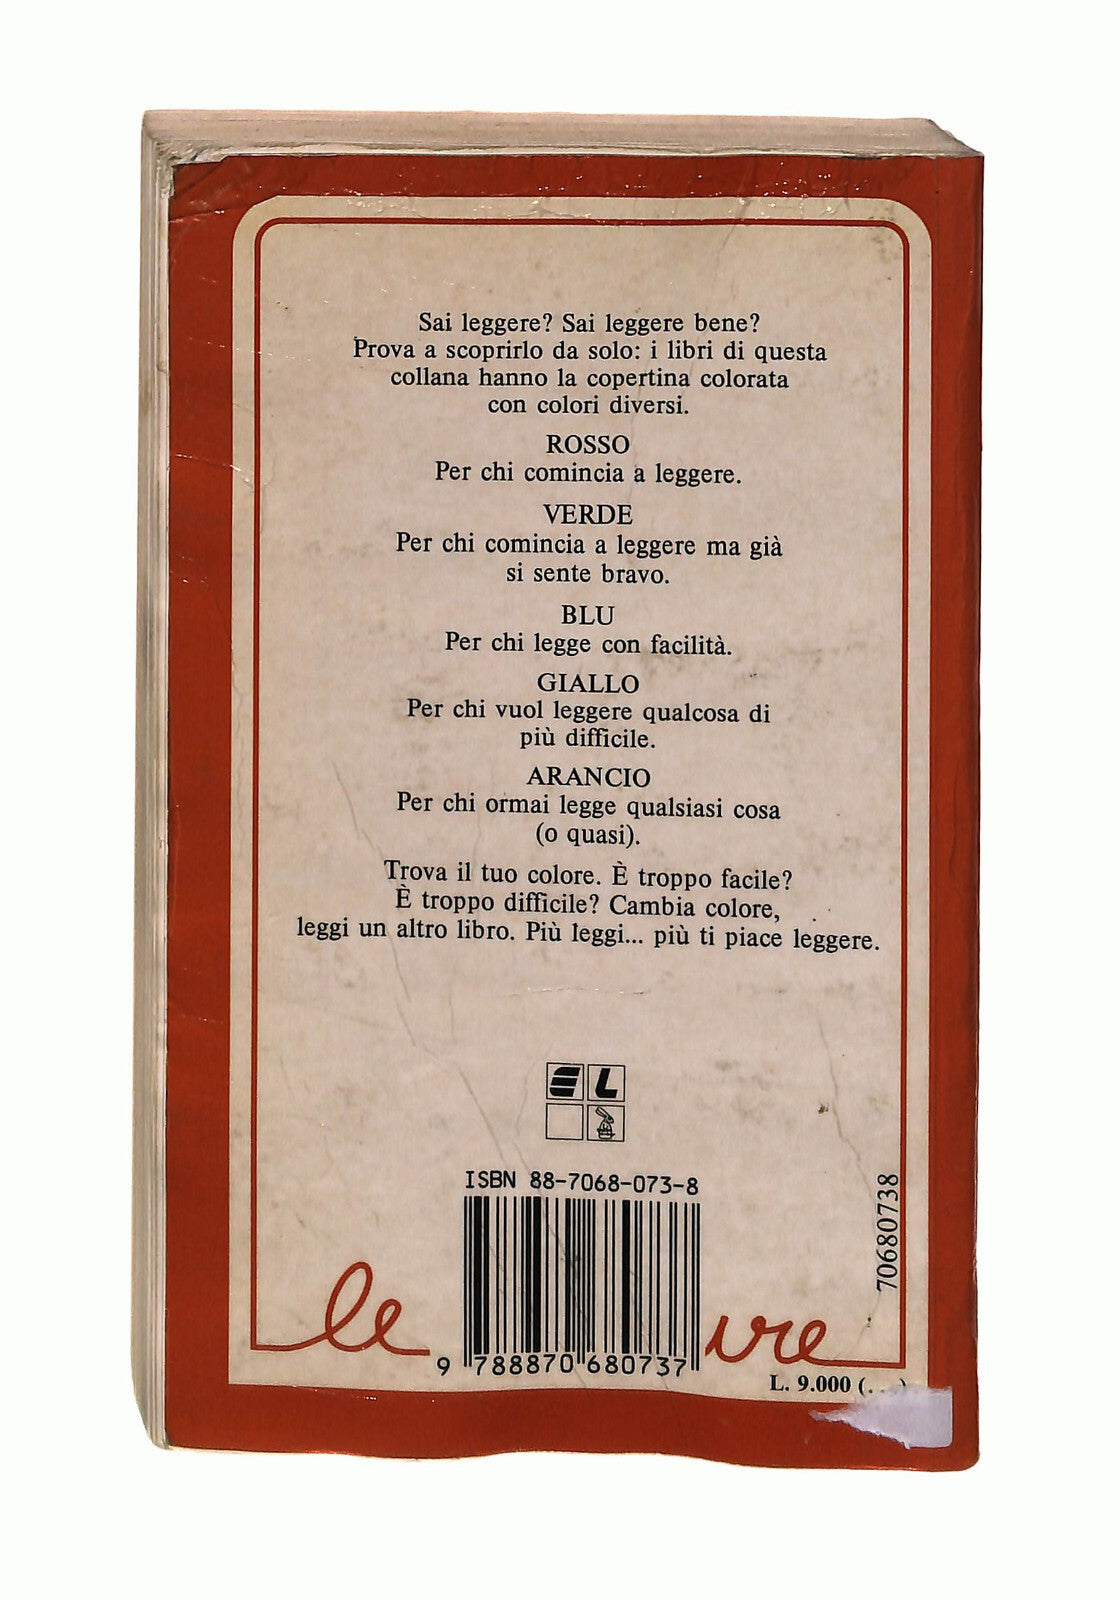 Sai leggere? Sai leggere bene?
Prova a scoprirlo da solo: i libri di questa
collana hanno la copertina colorata
con colori diversi.
ROSSO
Per chi comincia a leggere.
VERDE
Per chi comincia a leggere ma già
si sente bravo.
BLU
Per chi legge con facilità.
GIALLO
Per chi vuol leggere qualcosa di
più difficile.
ARANCIO
Per chi ormai legge qualsiasi cosa
(o quasi).
Trova il tuo colore. È troppo facile?
È troppo difficile? Cambia colore,
leggi un altro libro. Più leggi... più ti piace leggere.
E L
ISBN 88-7068-073-8
70680738
le
9 788870 680737
L. 9.000